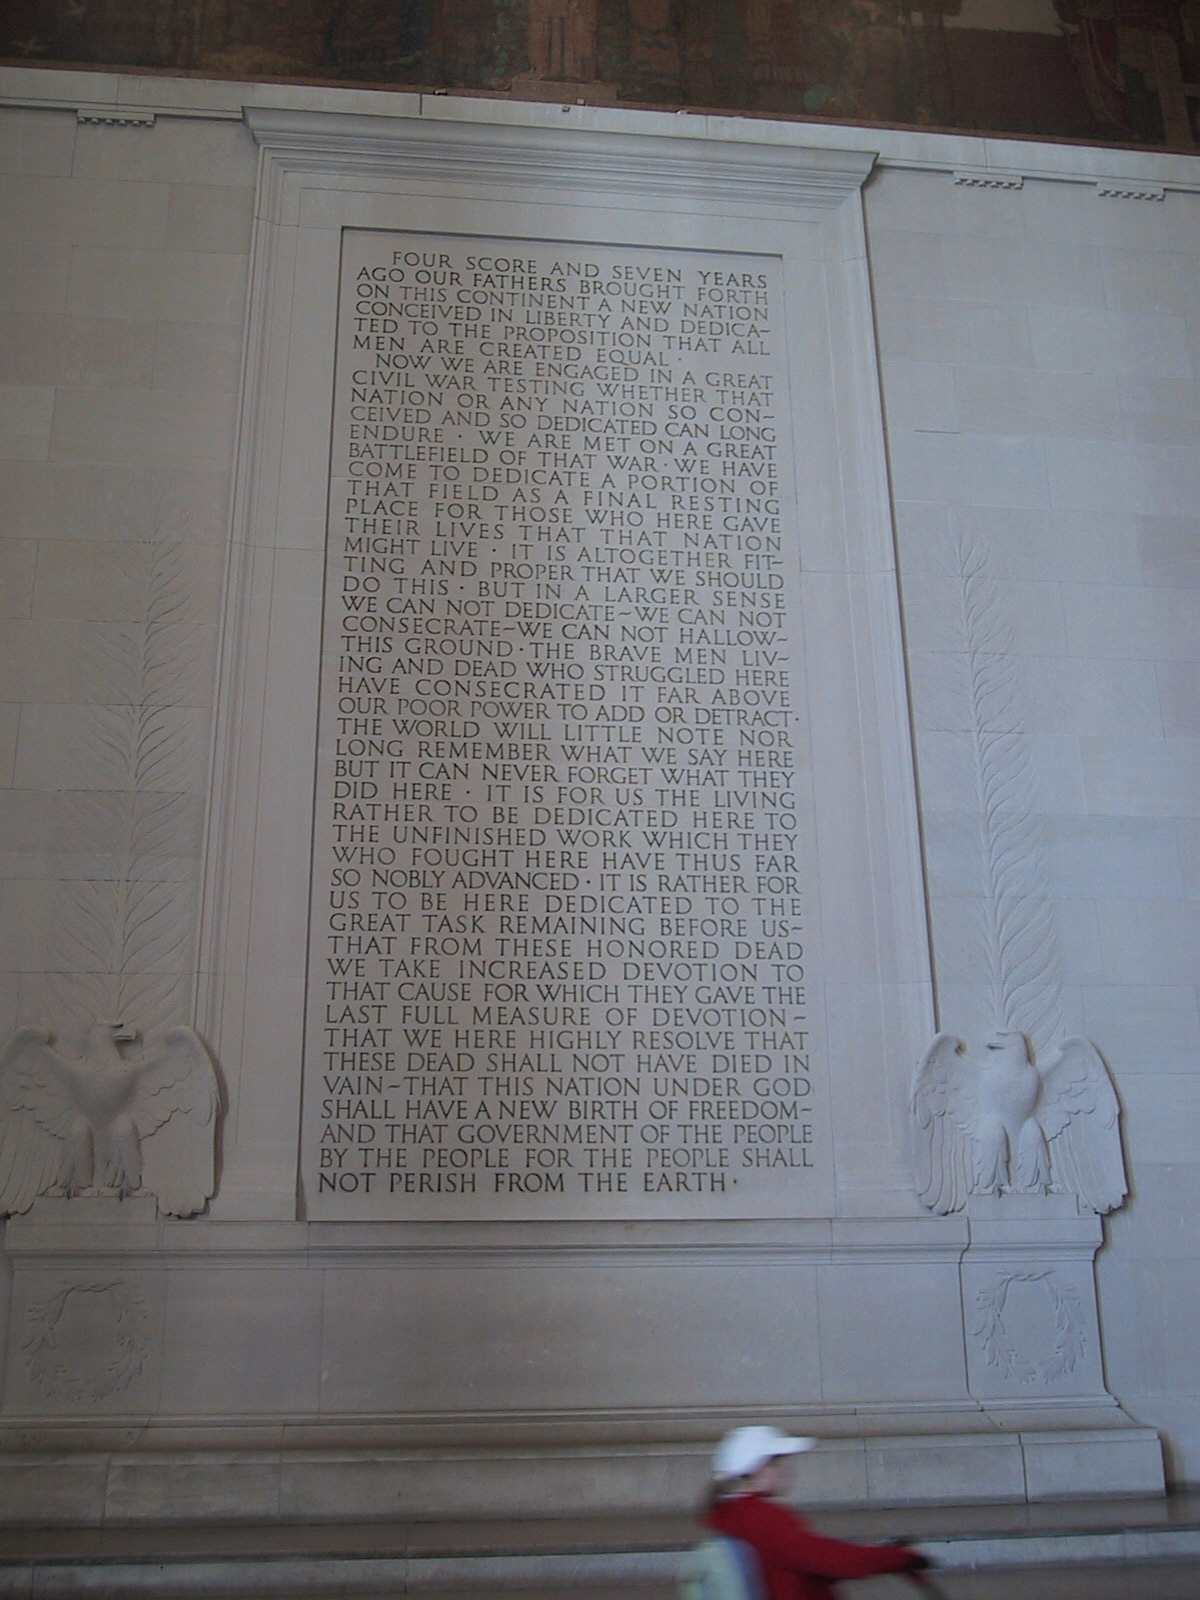 FOUR SCORE AND SEVEN YEARS
AGO OUR FATHERS BROUGHT FORTH
ON THIS CONTINENT A NEW NATION
CONCEIVED IN LIBERTY AND DEDICA-
TED TO THE PROPOSITION THAT ALL
MEN ARE CREATED EQUAL ·
NOW WE ARE ENGAGED IN A GREAT
CIVIL WAR TESTING WHETHER THAT
NATION OR ANY NATION SO CON-
CEIVED AND SO DEDICATED CAN LONG
ENDURE · WE ARE MET ON A GREAT
BATTLEFIELD OF THAT WAR · WE HAVE
COME TO DEDICATE A PORTION OF
THAT FIELD AS A FINAL RESTING
PLACE FOR THOSE WHO HERE GAVE
THEIR LIVES THAT THAT NATION
MIGHT LIVE · IT IS ALTOGETHER FIT-
TING AND PROPER THAT WE SHOULD
DO THIS · BUT IN A LARGER SENSE
WE CAN NOT DEDICATE-WE CAN NOT
CONSECRATE-WE CAN NOT HALLOW-
THIS GROUND · THE BRAVE MEN LIV-
ING AND DEAD WHO STRUGGLED HERE
HAVE CONSECRATED IT FAR ABOVE
OUR POOR POWER TO ADD OR DETRACT·
THE WORLD WILL LITTLE NOTE NOR
LONG REMEMBER WHAT WE SAY HERE
BUT IT CAN NEVER FORGET WHAT THEY
DID HERE · IT IS FOR US THE LIVING
RATHER TO BE DEDICATED HERE TO
THE UNFINISHED WORK WHICH THEY
WHO FOUGHT HERE HAVE THUS FAR
SO NOBLY ADVANCED · IT IS RATHER FOR
US TO BE HERE DEDICATED TO THE
GREAT TASK REMAINING BEFORE US-
THAT FROM THESE HONORED DEAD
WE TAKE INCREASED DEVOTION TO
THAT CAUSE FOR WHICH THEY GAVE THE
LAST FULL MEASURE OF DEVOTION-
THAT WE HERE HIGHLY RESOLVE THAT
THESE DEAD SHALL NOT HAVE DIED IN
VAIN-THAT THIS NATION UNDER GOD
SHALL HAVE A NEW BIRTH OF FREEDOM-
AND THAT GOVERNMENT OF THE PEOPLE
BY THE PEOPLE FOR THE PEOPLE SHALL
NOT PERISH FROM THE EARTH ·